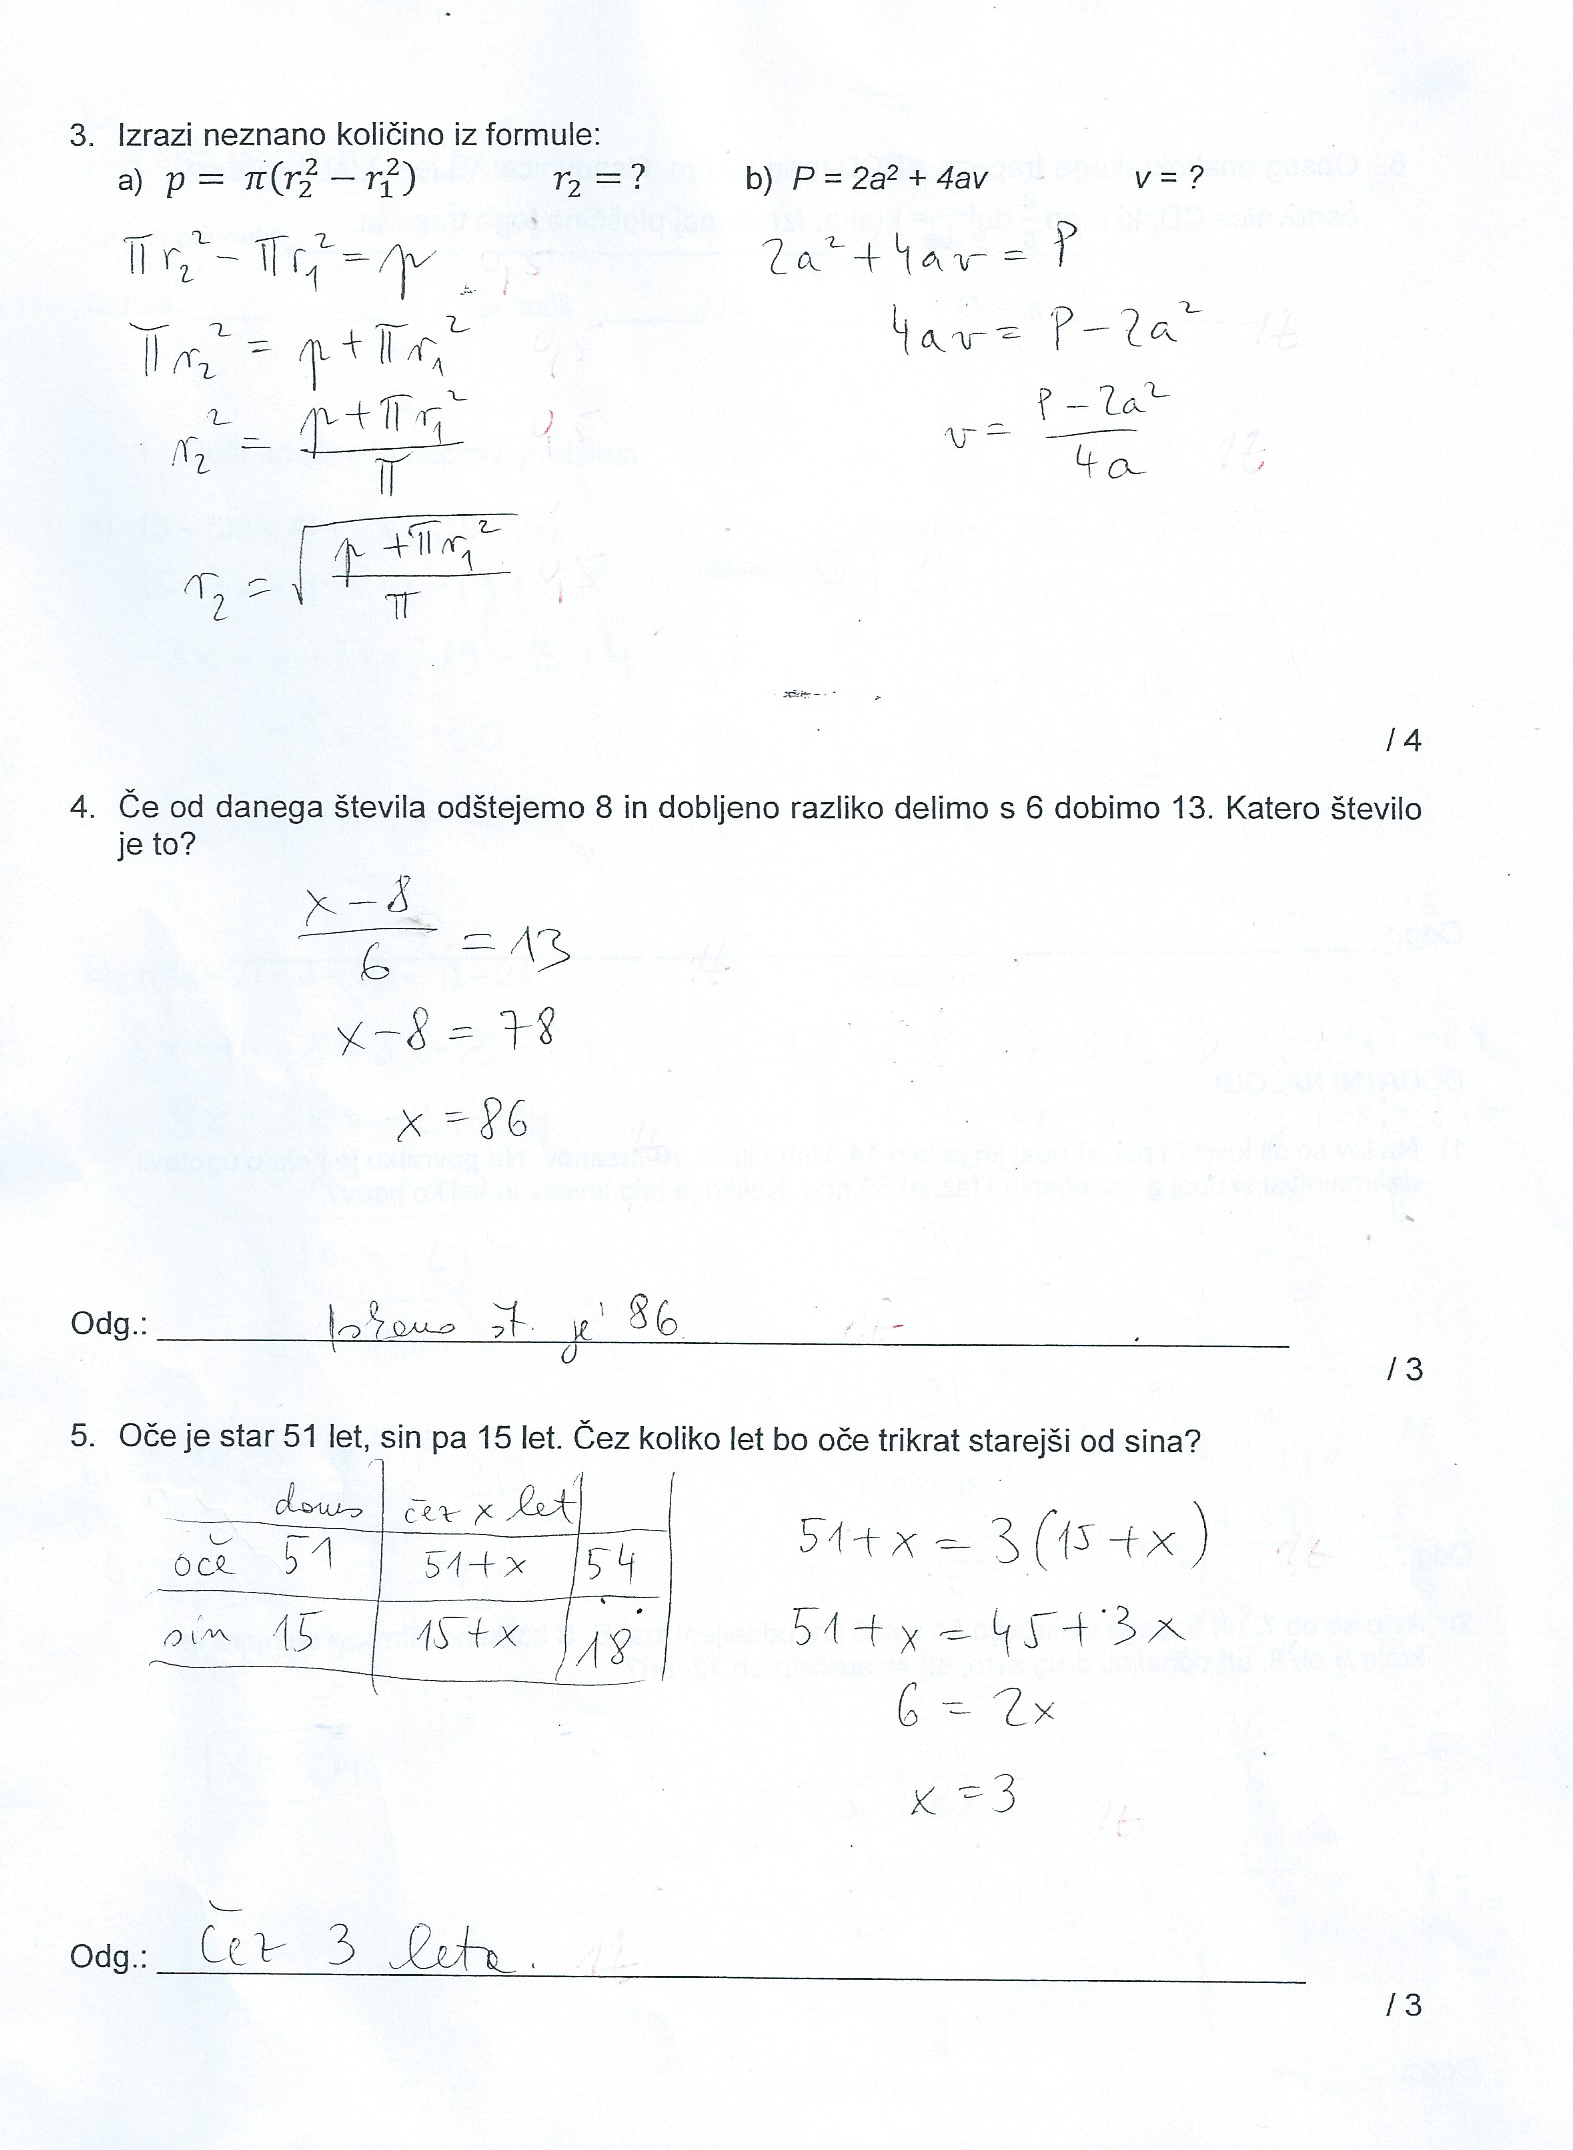 3. Izrazi neznano količino iz formule:
a) p = π(r₂² − r₁²) r₂ = ? b) P = 2a² + 4av v = ?
πr₂² − πr₁² = p
πr₂² = p + πr₁²
r₂² = (p + πr₁²)/π
r₂ = √((p + πr₁²)/π)
2a² + 4av = P
4av = P − 2a²
v = (P − 2a²)/4a
/ 4
4. Če od danega števila odštejemo 8 in dobljeno razliko delimo s 6 dobimo 13. Katero število
je to?
(x − 8)/6 = 13
x − 8 = 78
x = 86
Odg.: Iskano št. je 86
/ 3
5. Oče je star 51 let, sin pa 15 let. Čez koliko let bo oče trikrat starejši od sina?
danes čez x let
oče 51 51+x 54
sin 15 15+x 18
51 + x = 3(15 + x)
51 + x = 45 + 3x
6 = 2x
x = 3
Odg.: Čez 3 leta.
/ 3